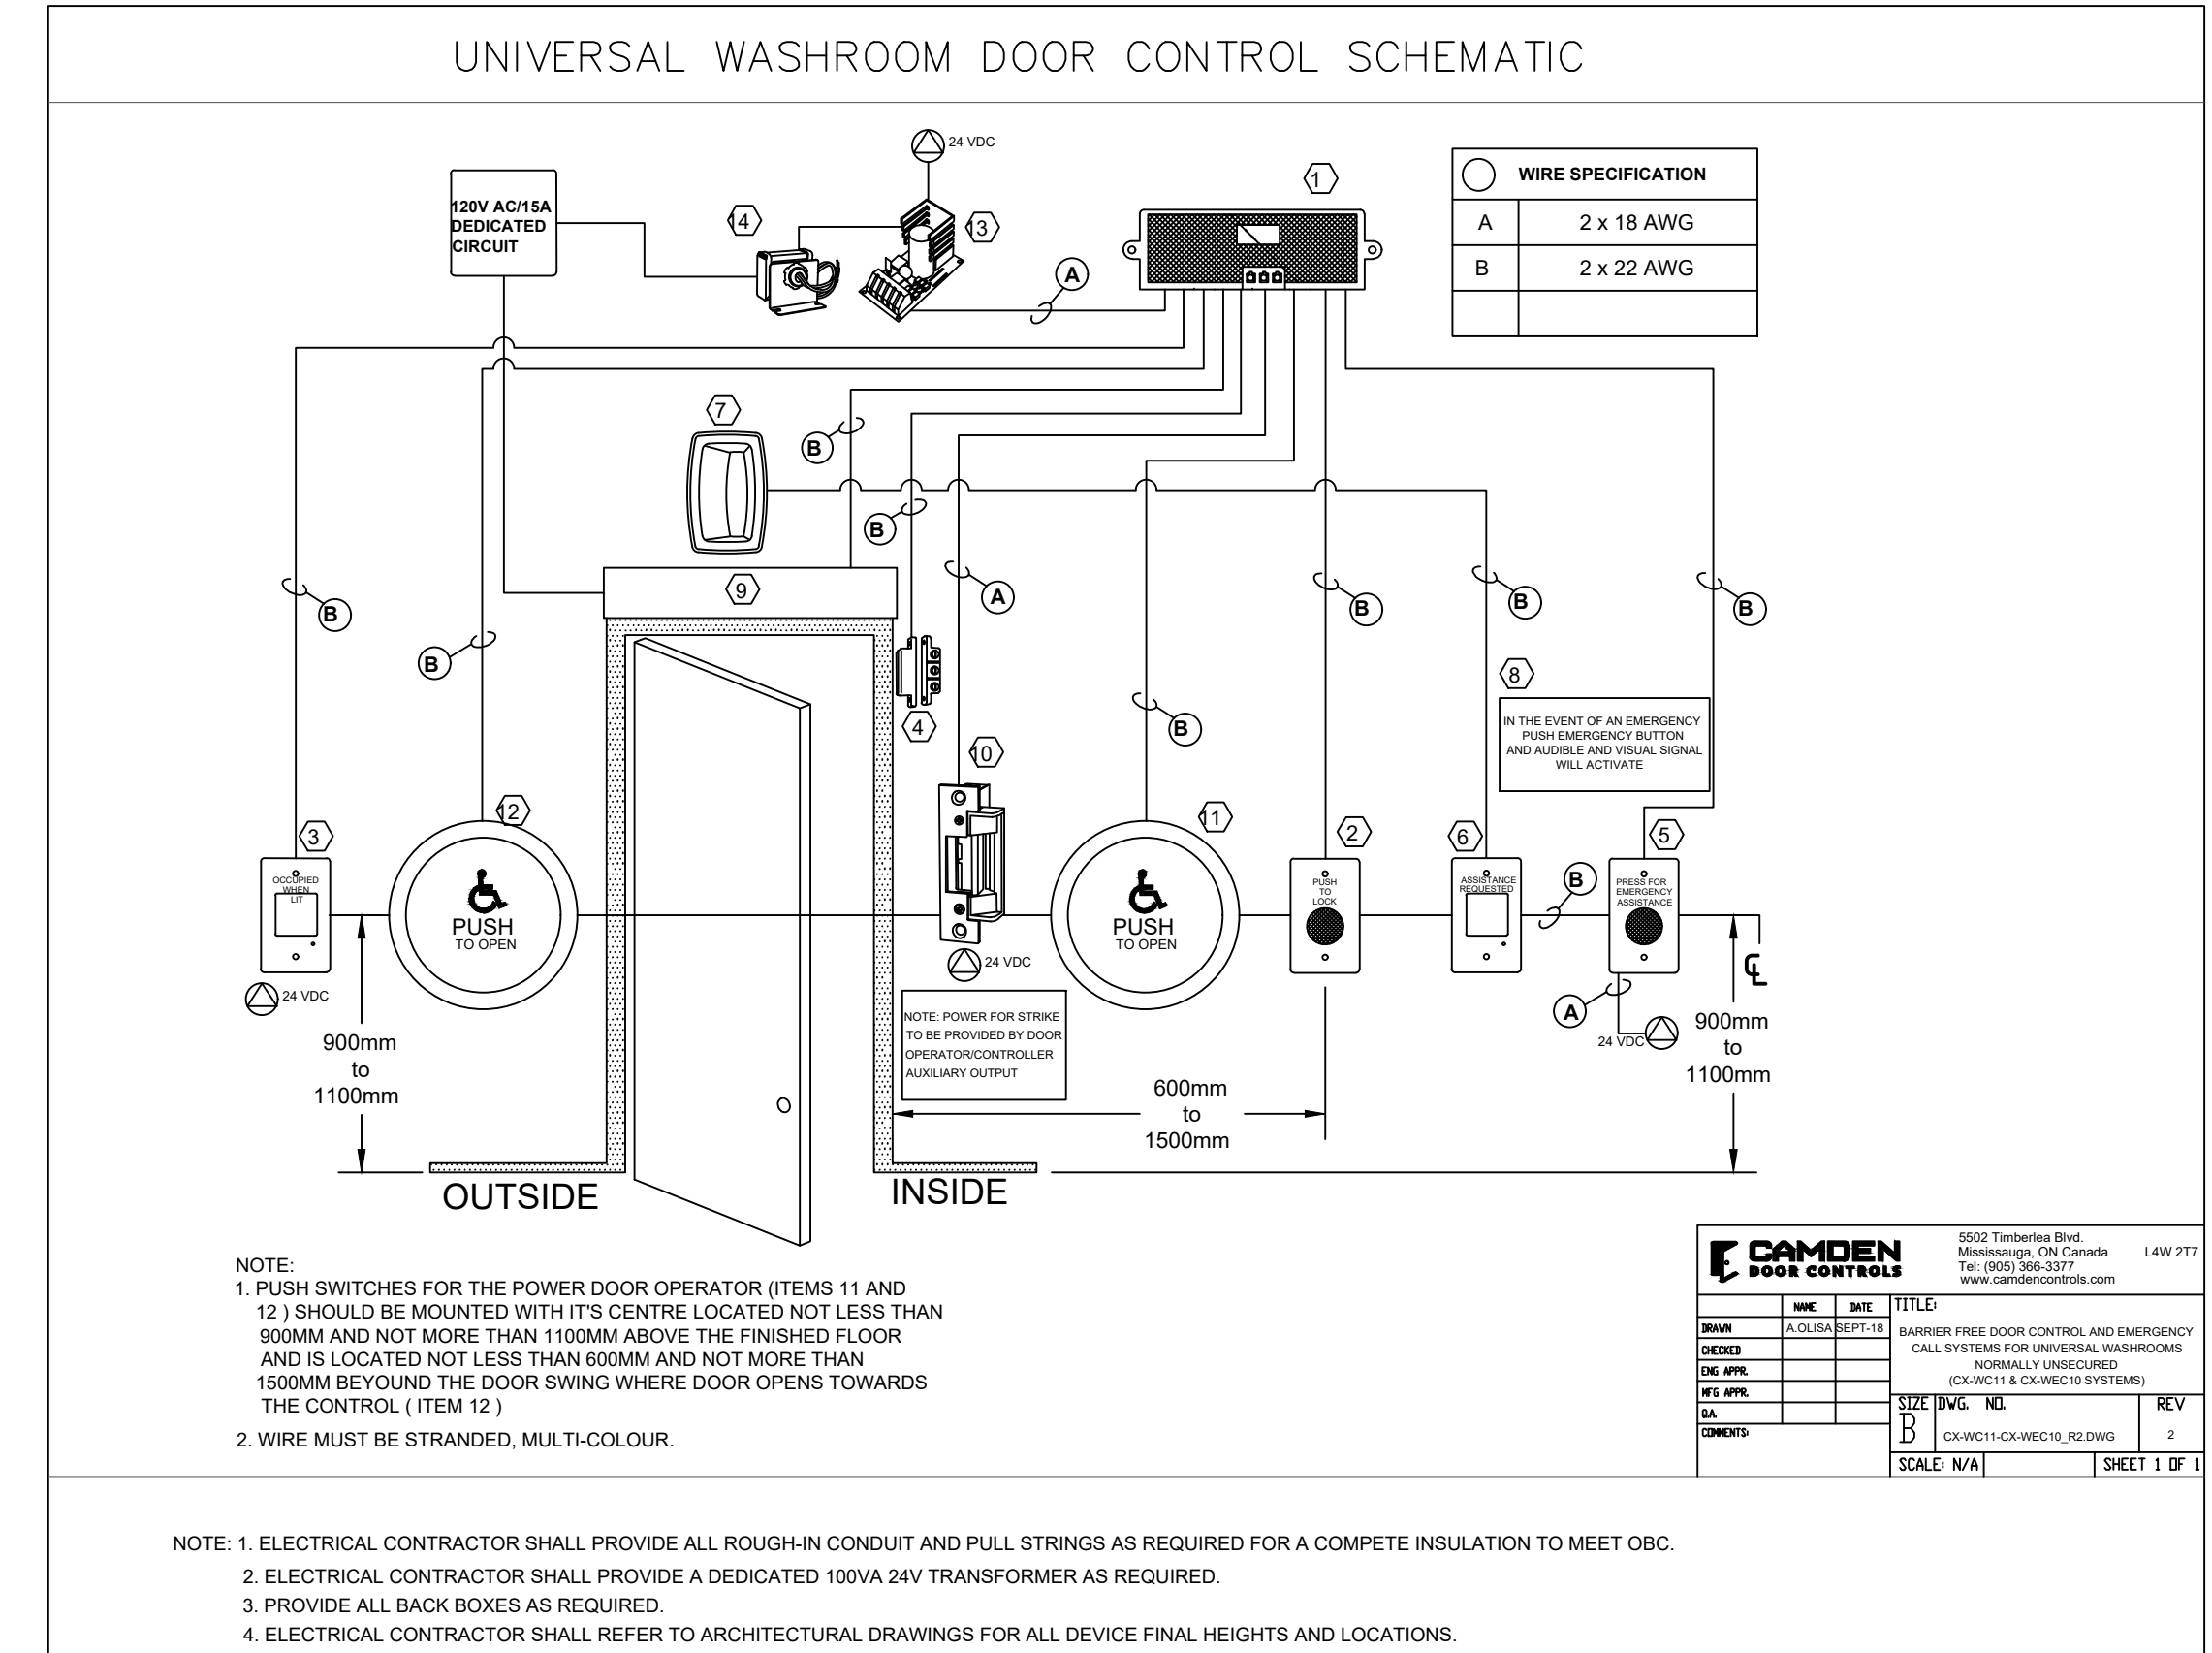 UNIVERSAL WASHROOM DOOR CONTROL SCHEMATIC
24 VDC
120V AC/15A
DEDICATED
CIRCUIT
14
13
1
A
WIRE SPECIFICATION
A 2 x 18 AWG
B 2 x 22 AWG
7
B
B
9
B
A
B
B
B
B
4
8
IN THE EVENT OF AN EMERGENCY
PUSH EMERGENCY BUTTON
AND AUDIBLE AND VISUAL SIGNAL
WILL ACTIVATE
B
10
3
12
11
2
6
5
OCCUPIED
WHEN
LIT
PUSH
TO OPEN
PUSH
TO OPEN
PUSH
TO
LOCK
ASSISTANCE
REQUESTED
B
PRESS FOR
EMERGENCY
ASSISTANCE
24 VDC
24 VDC
A
24 VDC
℄
NOTE: POWER FOR STRIKE
TO BE PROVIDED BY DOOR
OPERATOR/CONTROLLER
AUXILIARY OUTPUT
900mm
to
1100mm
600mm
to
1500mm
900mm
to
1100mm
OUTSIDE
INSIDE
NOTE:
1. PUSH SWITCHES FOR THE POWER DOOR OPERATOR (ITEMS 11 AND
12 ) SHOULD BE MOUNTED WITH IT'S CENTRE LOCATED NOT LESS THAN
900MM AND NOT MORE THAN 1100MM ABOVE THE FINISHED FLOOR
AND IS LOCATED NOT LESS THAN 600MM AND NOT MORE THAN
1500MM BEYOUND THE DOOR SWING WHERE DOOR OPENS TOWARDS
THE CONTROL ( ITEM 12 )
2. WIRE MUST BE STRANDED, MULTI-COLOUR.
CAMDEN
DOOR CONTROLS
5502 Timberlea Blvd.
Mississauga, ON Canada L4W 2T7
Tel: (905) 366-3377
www.camdencontrols.com
NAME DATE
DRAWN A.OLISA SEPT-18
CHECKED
ENG APPR.
MFG APPR.
Q.A.
COMMENTS:
TITLE:
BARRIER FREE DOOR CONTROL AND EMERGENCY
CALL SYSTEMS FOR UNIVERSAL WASHROOMS
NORMALLY UNSECURED
(CX-WC11 & CX-WEC10 SYSTEMS)
SIZE DWG. NO. REV
B CX-WC11-CX-WEC10_R2.DWG 2
SCALE: N/A SHEET 1 OF 1
NOTE: 1. ELECTRICAL CONTRACTOR SHALL PROVIDE ALL ROUGH-IN CONDUIT AND PULL STRINGS AS REQUIRED FOR A COMPETE INSULATION TO MEET OBC.
2. ELECTRICAL CONTRACTOR SHALL PROVIDE A DEDICATED 100VA 24V TRANSFORMER AS REQUIRED.
3. PROVIDE ALL BACK BOXES AS REQUIRED.
4. ELECTRICAL CONTRACTOR SHALL REFER TO ARCHITECTURAL DRAWINGS FOR ALL DEVICE FINAL HEIGHTS AND LOCATIONS.